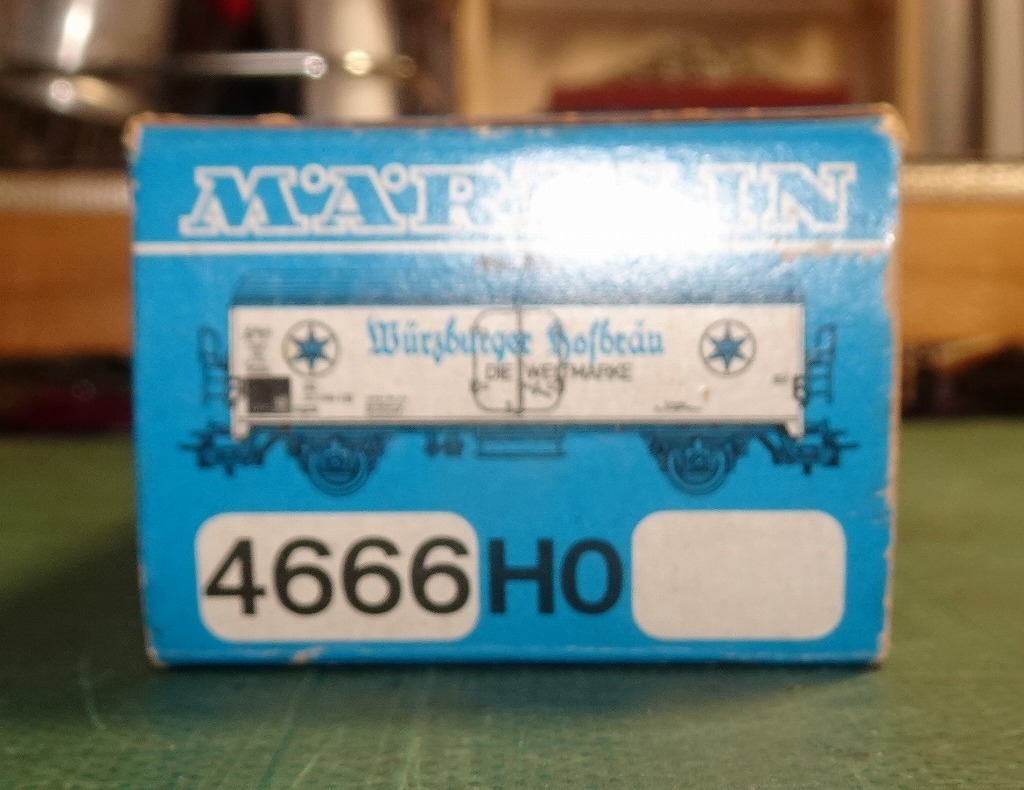 MÄRKLIN
Würzburger Hofbräu
DIE WELTMARKE
4666 H0